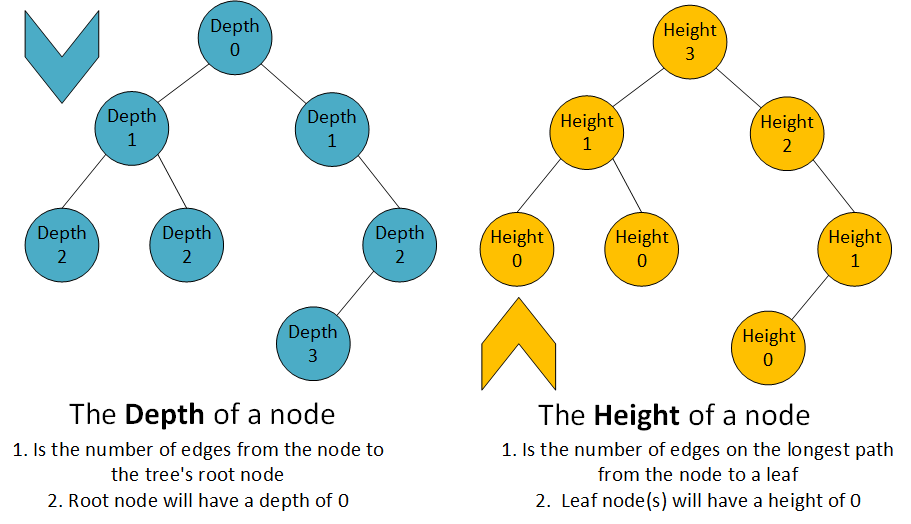 Depth
0
Depth
1
Depth
1
Depth
2
Depth
2
Depth
2
Depth
3
The Depth of a node
1. Is the number of edges from the node to
the tree's root node
2. Root node will have a depth of 0
Height
3
Height
1
Height
2
Height
0
Height
0
Height
1
Height
0
The Height of a node
1. Is the number of edges on the longest path
from the node to a leaf
2. Leaf node(s) will have a height of 0